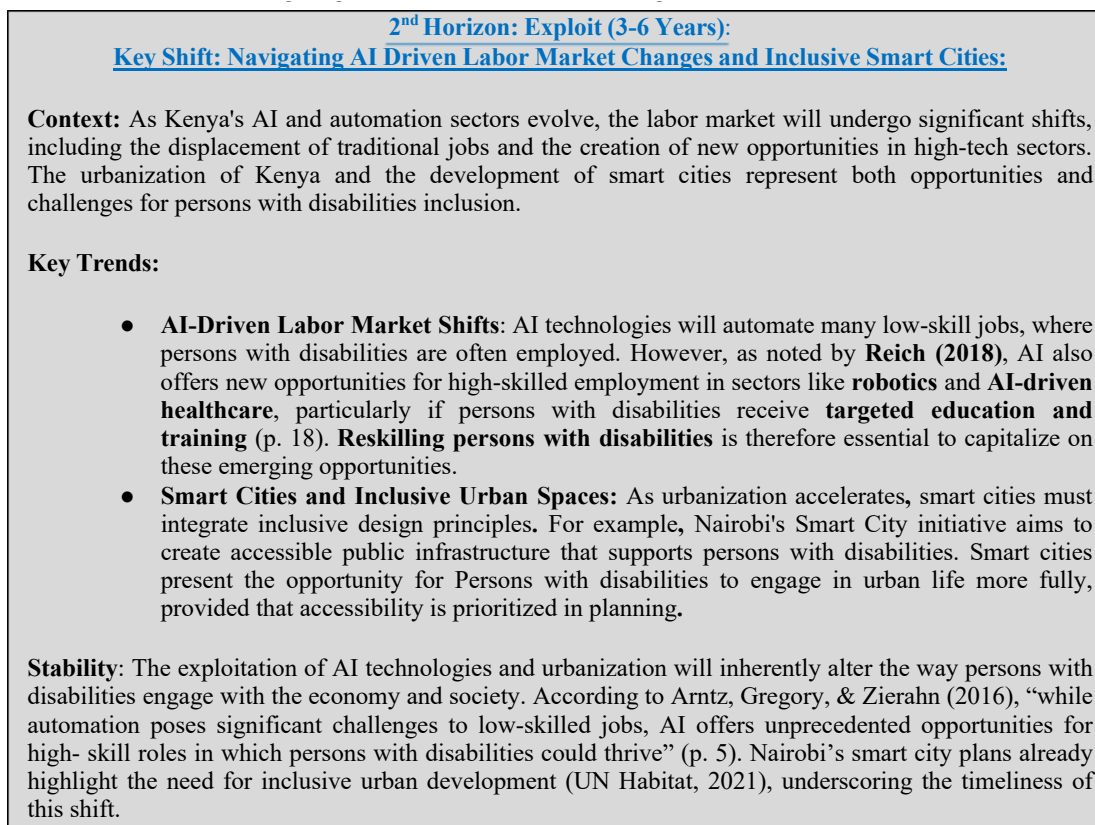 2nd Horizon: Exploit (3-6 Years):
Key Shift: Navigating AI Driven Labor Market Changes and Inclusive Smart Cities:
Context: As Kenya's AI and automation sectors evolve, the labor market will undergo significant shifts,
including the displacement of traditional jobs and the creation of new opportunities in high-tech sectors.
The urbanization of Kenya and the development of smart cities represent both opportunities and
challenges for persons with disabilities inclusion.
Key Trends:
● AI-Driven Labor Market Shifts: AI technologies will automate many low-skill jobs, where
persons with disabilities are often employed. However, as noted by Reich (2018), AI also
offers new opportunities for high-skilled employment in sectors like robotics and AI-driven
healthcare, particularly if persons with disabilities receive targeted education and
training (p. 18). Reskilling persons with disabilities is therefore essential to capitalize on
these emerging opportunities.
● Smart Cities and Inclusive Urban Spaces: As urbanization accelerates, smart cities must
integrate inclusive design principles. For example, Nairobi's Smart City initiative aims to
create accessible public infrastructure that supports persons with disabilities. Smart cities
present the opportunity for Persons with disabilities to engage in urban life more fully,
provided that accessibility is prioritized in planning.
Stability: The exploitation of AI technologies and urbanization will inherently alter the way persons with
disabilities engage with the economy and society. According to Arntz, Gregory, & Zierahn (2016), “while
automation poses significant challenges to low-skilled jobs, AI offers unprecedented opportunities for
high- skill roles in which persons with disabilities could thrive” (p. 5). Nairobi’s smart city plans already
highlight the need for inclusive urban development (UN Habitat, 2021), underscoring the timeliness of
this shift.